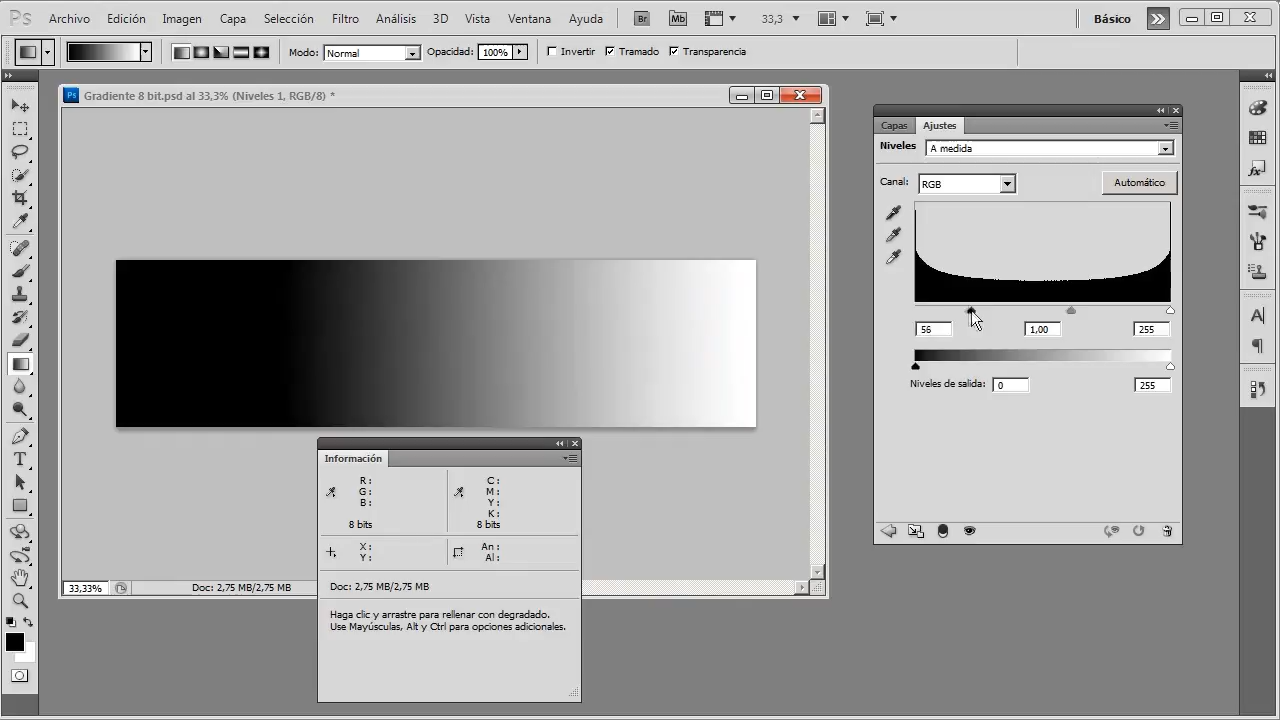 Ps Archivo Edición Imagen Capa Selección Filtro Análisis 3D Vista Ventana Ayuda Br Mb 33,3 Básico
Modo: Normal Opacidad: 100% Invertir Tramado Transparencia
Ps Gradiente 8 bit.psd al 33,3% (Niveles 1, RGB/8) *
Capas Ajustes
Niveles A medida
Canal: RGB Automático
56 1,00 255
Niveles de salida: 0 255
Información
R: C:
G: M:
B: Y:
K:
8 bits 8 bits
X: An:
Y: Al:
Doc: 2,75 MB/2,75 MB
Haga clic y arrastre para rellenar con degradado.
Use Mayúsculas, Alt y Ctrl para opciones adicionales.
33,33% Doc: 2,75 MB/2,75 MB